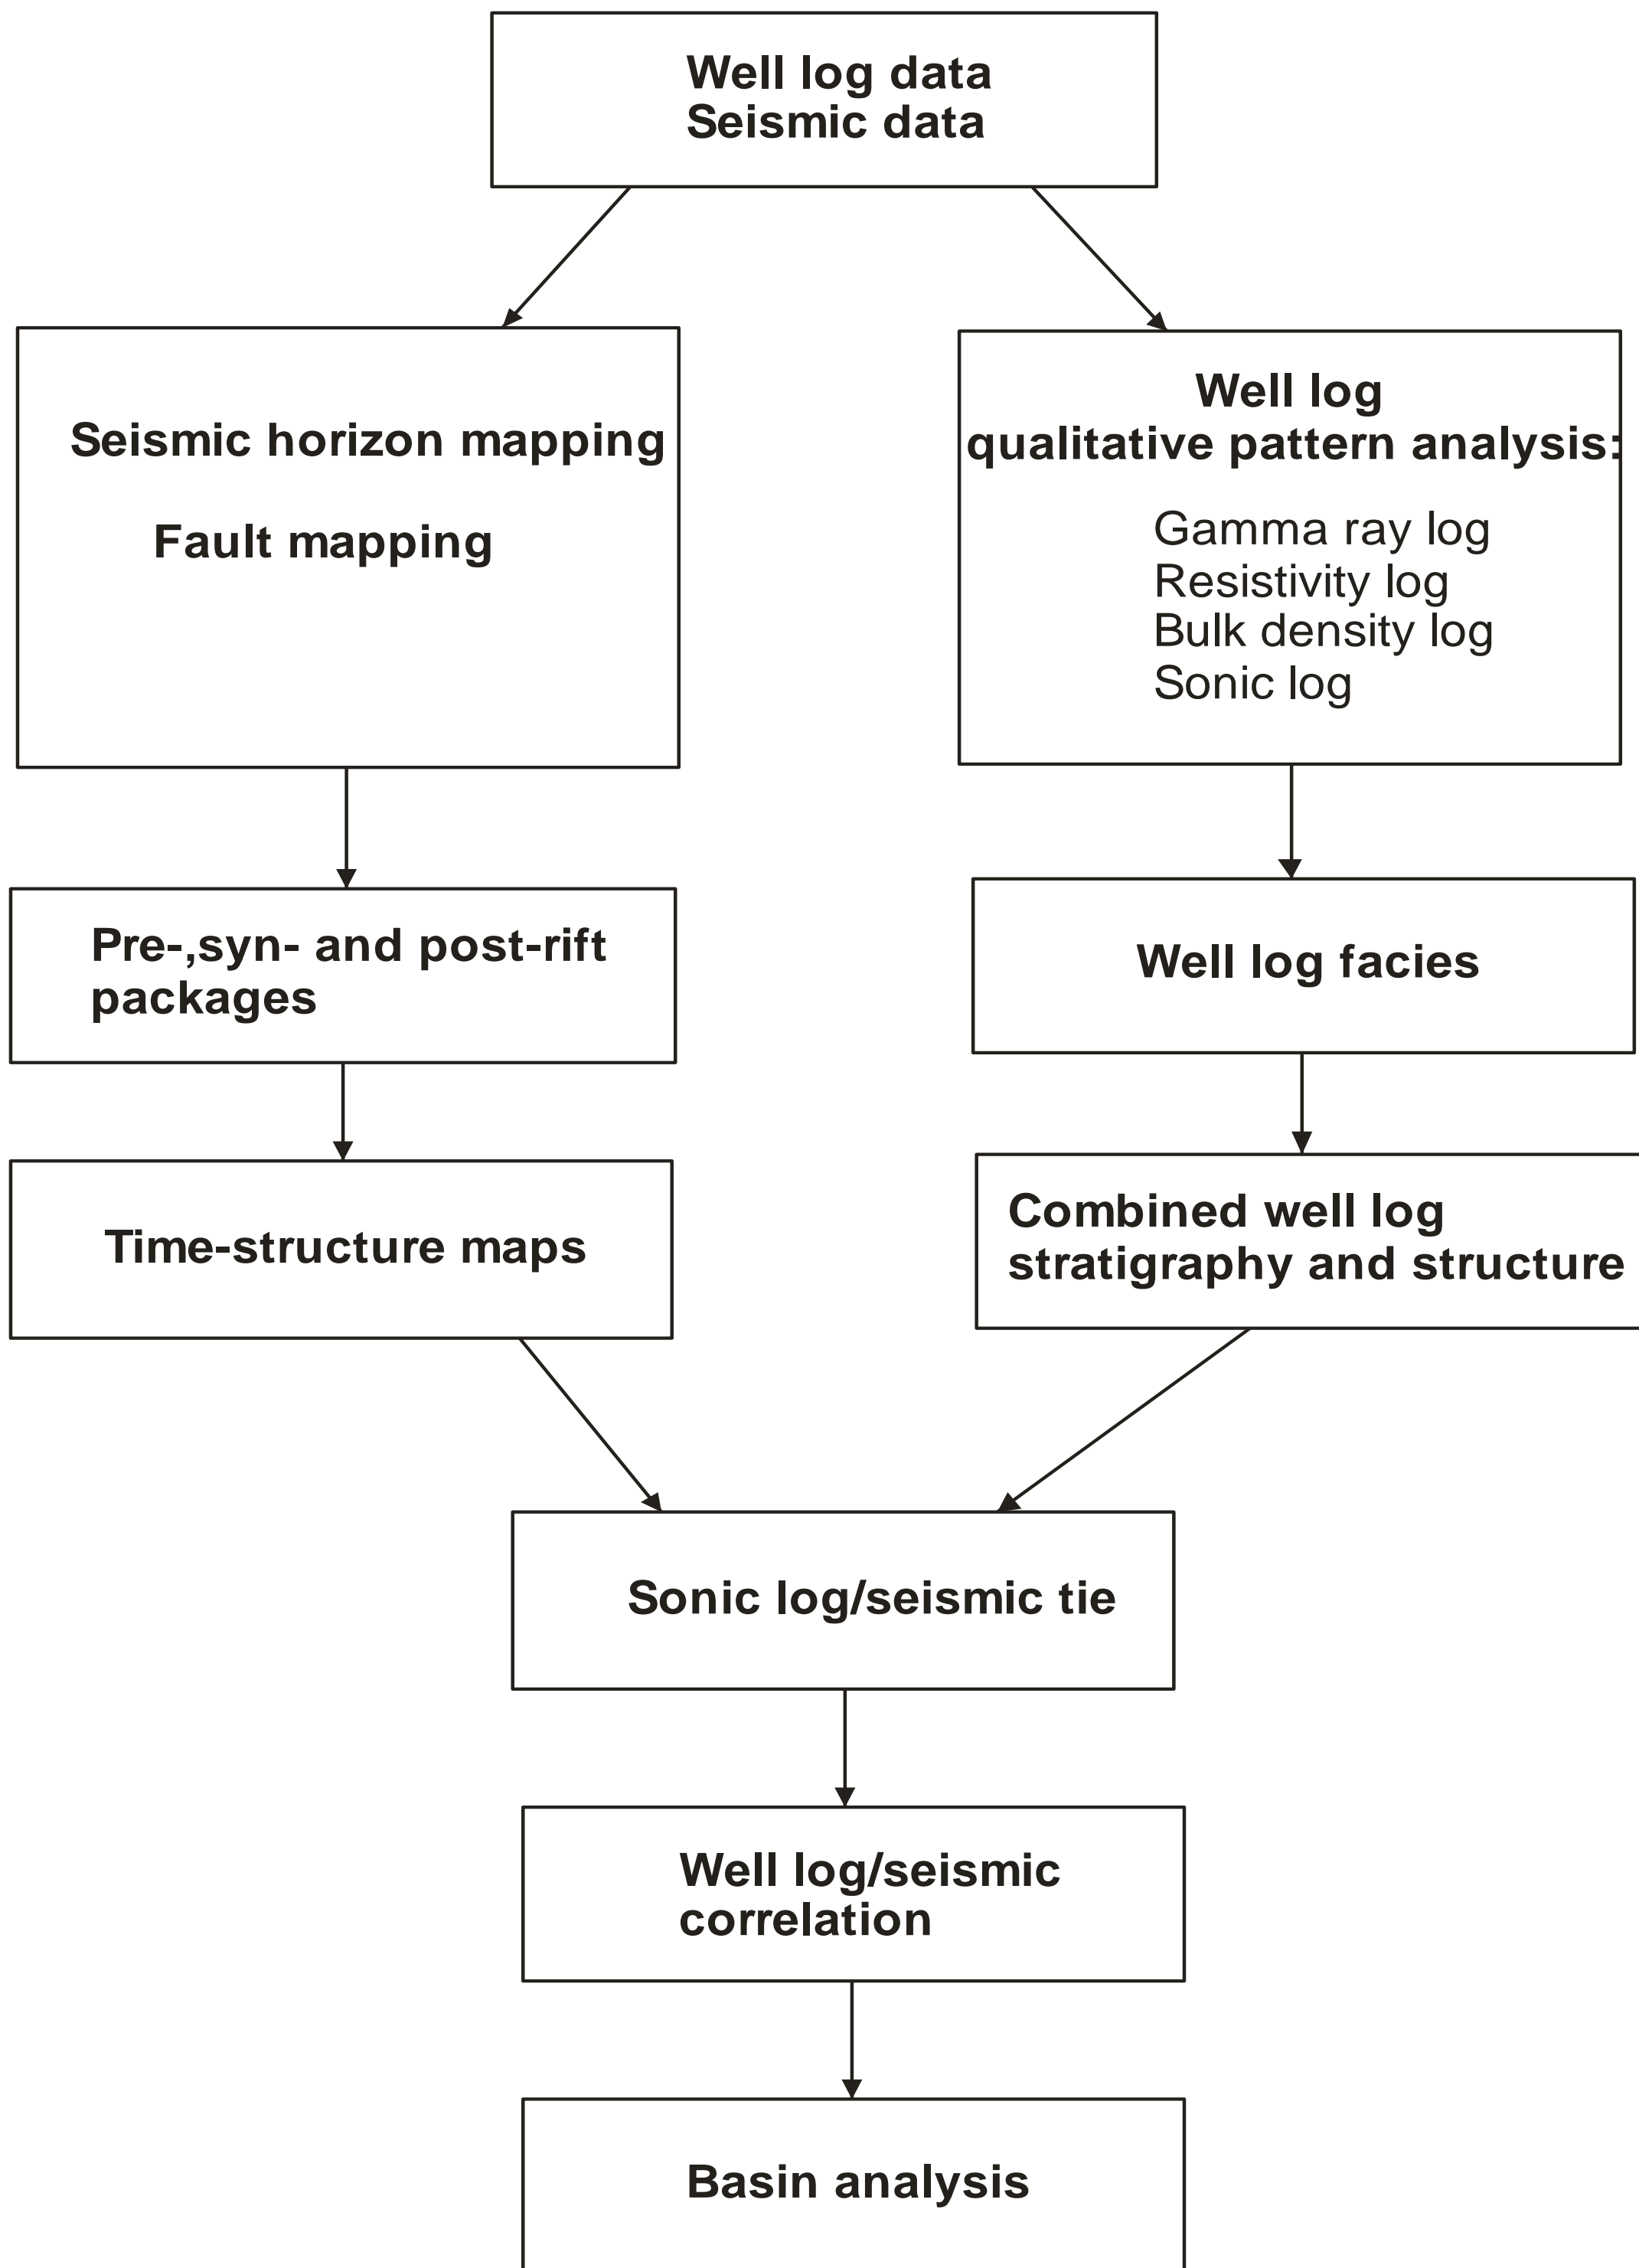 Well log data
Seismic data
Seismic horizon mapping
Fault mapping
Well log
qualitative pattern analysis:
Gamma ray log
Resistivity log
Bulk density log
Sonic log
Pre-,syn- and post-rift
packages
Well log facies
Time-structure maps
Combined well log
stratigraphy and structure
Sonic log/seismic tie
Well log/seismic
correlation
Basin analysis